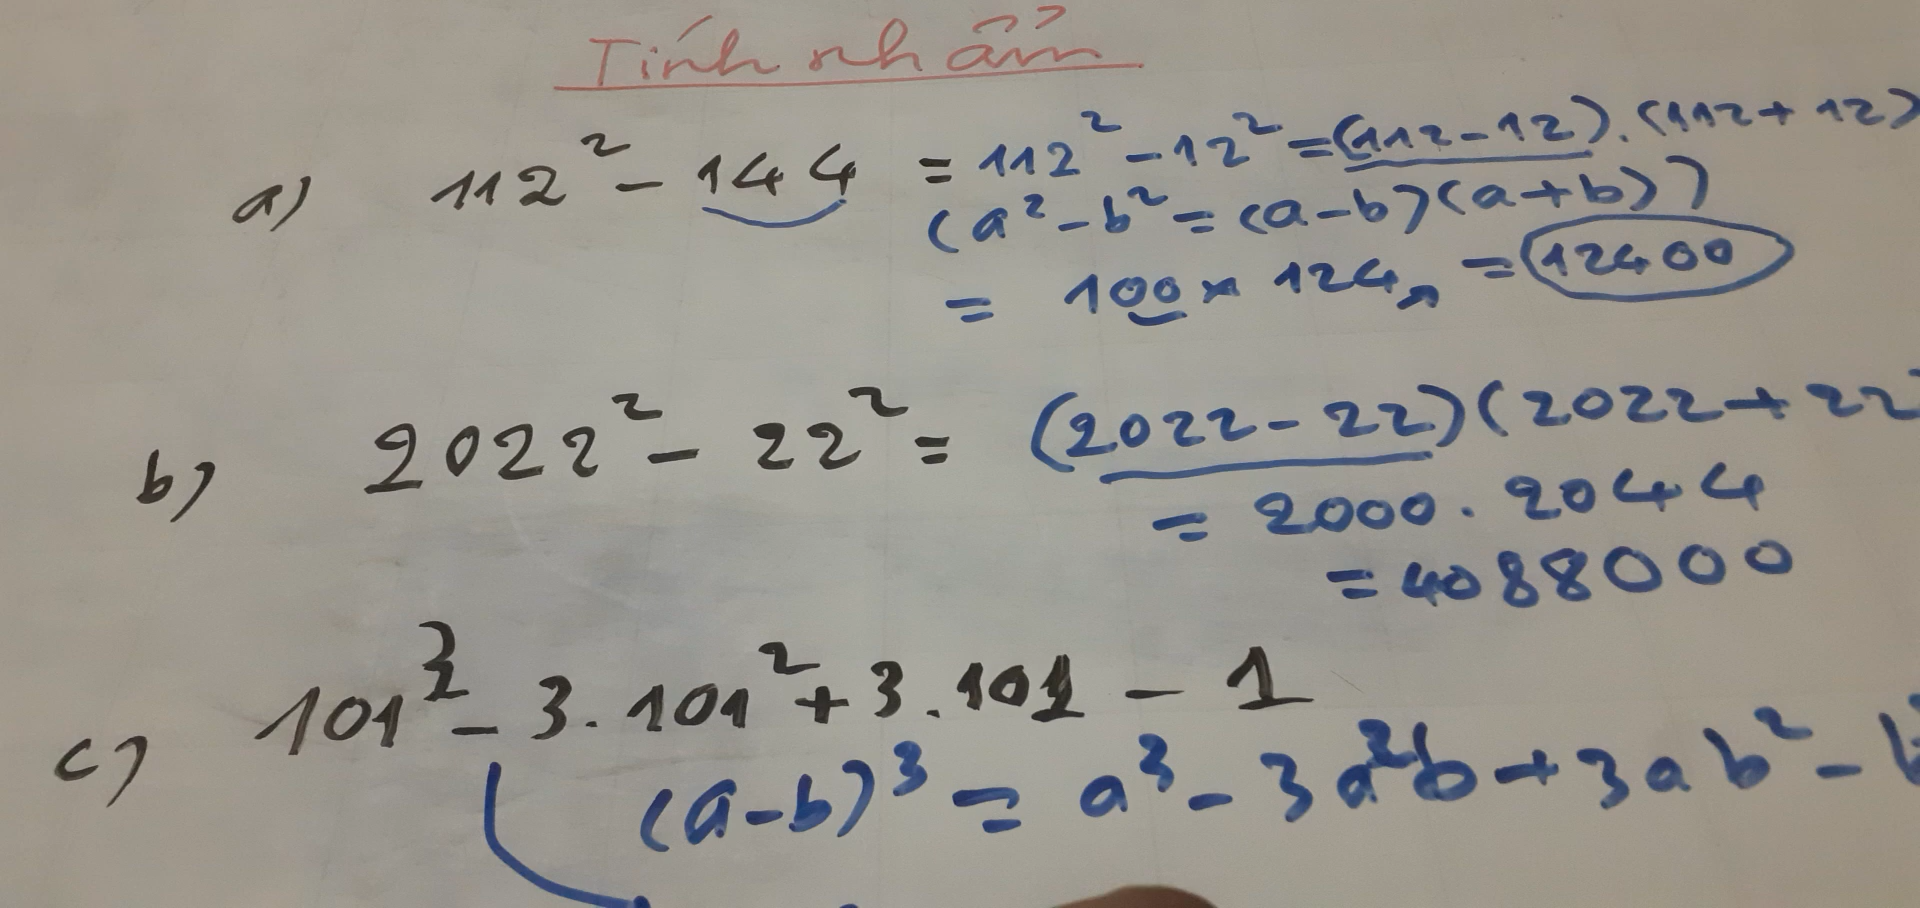 Tính nhẩm
a) 112² - 144 = 112² - 12² = (112 - 12) . (112 + 12)
(a² - b² = (a - b)(a + b))
= 100 × 124 = 12400
b) 2022² - 22² = (2022 - 22)(2022 + 22
= 2000 . 2044
= 4088000
c) 101³ - 3 . 101² + 3 . 101 - 1
(a - b)³ = a³ - 3a²b + 3ab² - b